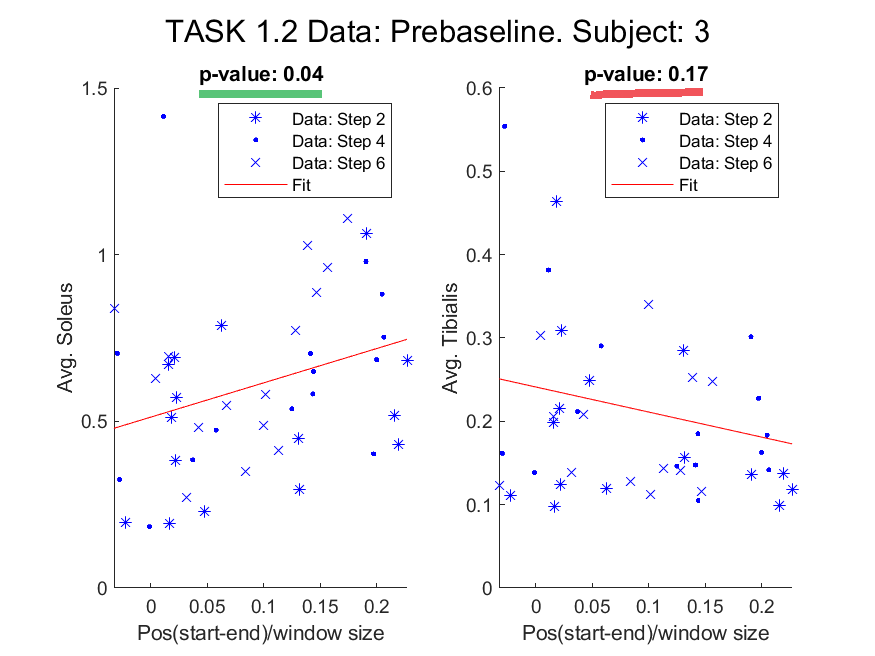 TASK 1.2 Data: Prebaseline. Subject: 3
p-value: 0.04
1.5
1
0.5
0
Avg. Soleus
Data: Step 2
Data: Step 4
Data: Step 6
Fit
0 0.05 0.1 0.15 0.2
Pos(start-end)/window size
p-value: 0.17
0.6
0.5
0.4
0.3
0.2
0.1
0
Avg. Tibialis
Data: Step 2
Data: Step 4
Data: Step 6
Fit
0 0.05 0.1 0.15 0.2
Pos(start-end)/window size